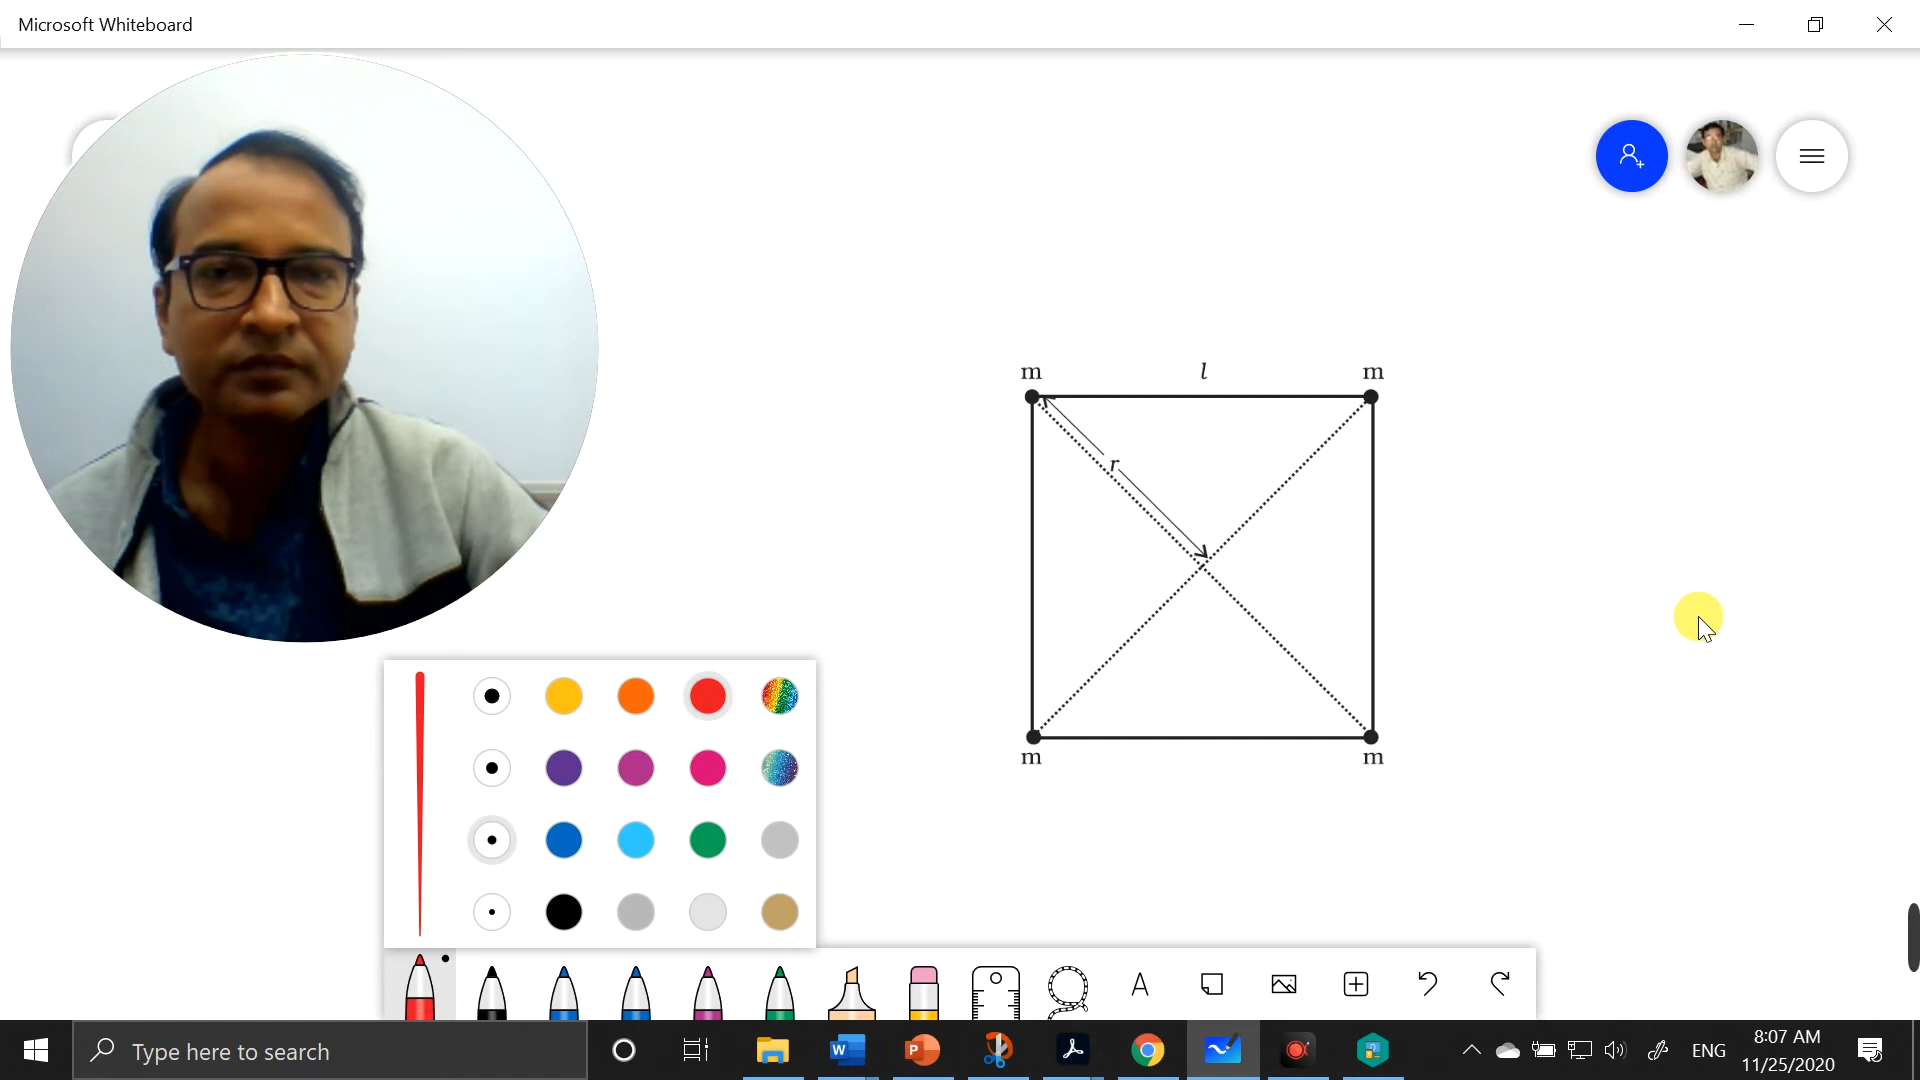 Microsoft Whiteboard
m l m
r
m m
A
Type here to search
W
P
ENG
8:07 AM
11/25/2020